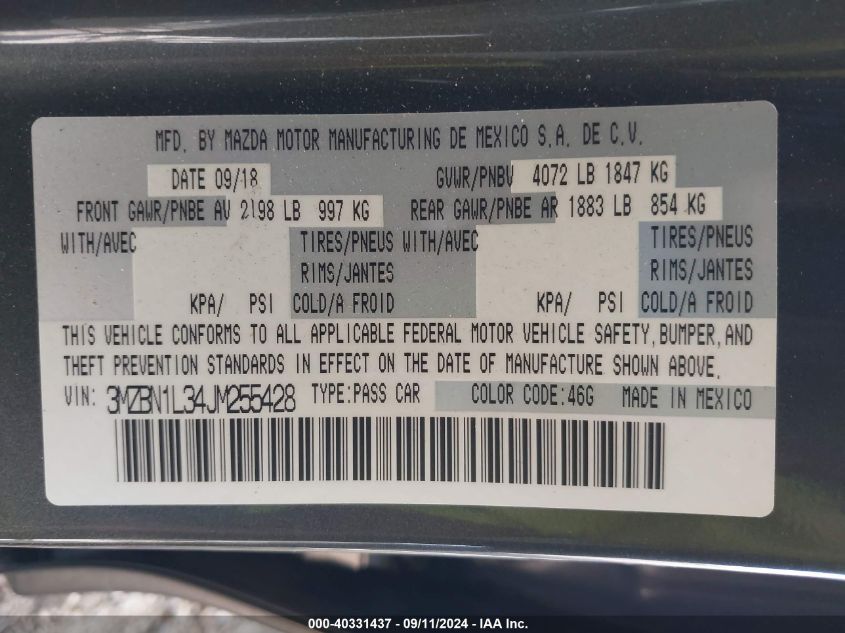 MFD. BY MAZDA MOTOR MANUFACTURING DE MEXICO S.A. DE C.V.
DATE 09/18 GVWR/PNBV 4072 LB 1847 KG
FRONT GAWR/PNBE AV 2198 LB 997 KG REAR GAWR/PNBE AR 1883 LB 854 KG
WITH/AVEC TIRES/PNEUS WITH/AVEC TIRES/PNEUS
RIMS/JANTES RIMS/JANTES
KPA/ PSI COLD/A FROID KPA/ PSI COLD/A FROID
THIS VEHICLE CONFORMS TO ALL APPLICABLE FEDERAL MOTOR VEHICLE SAFETY, BUMPER, AND
THEFT PREVENTION STANDARDS IN EFFECT ON THE DATE OF MANUFACTURE SHOWN ABOVE.
VIN: 3MZBN1L34JM255428 TYPE:PASS CAR COLOR CODE:46G MADE IN MEXICO
000-40331437 - 09/11/2024 - IAA Inc.